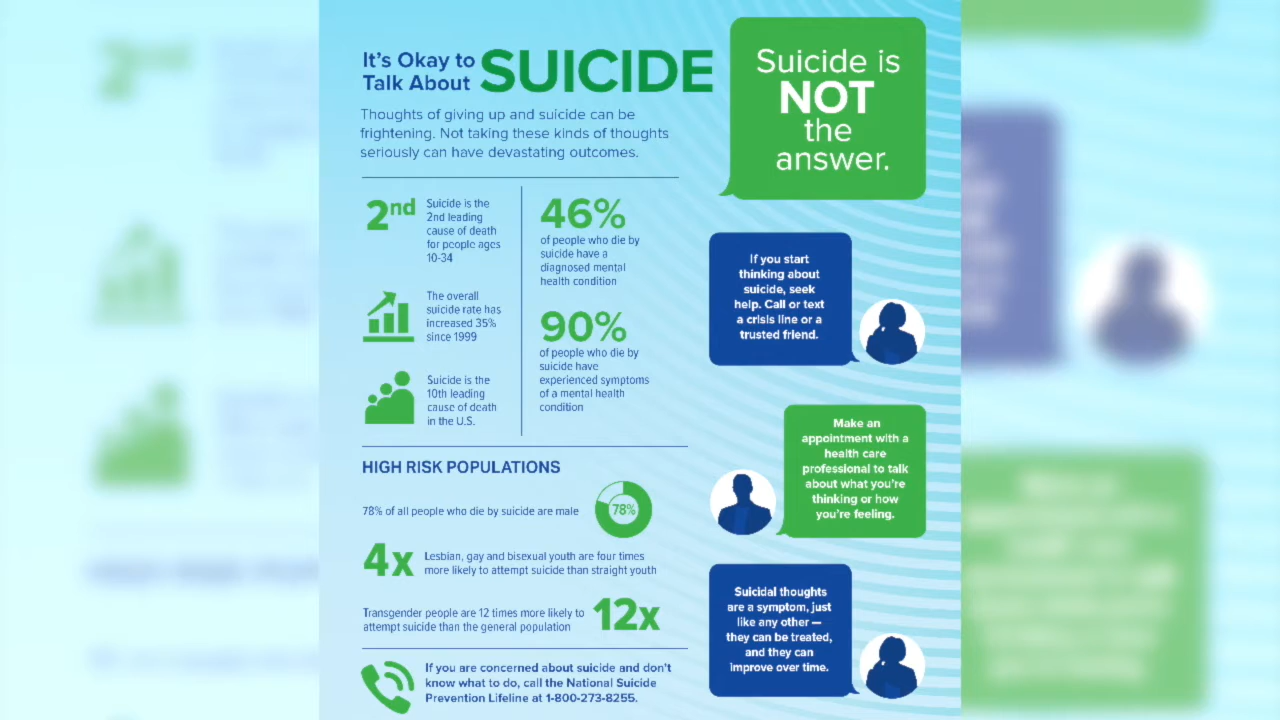 It's Okay to
Talk About SUICIDE
Thoughts of giving up and suicide can be
frightening. Not taking these kinds of thoughts
seriously can have devastating outcomes.
2nd
Suicide is the
2nd leading
cause of death
for people ages
10-34
The overall
suicide rate has
increased 35%
since 1999
Suicide is the
10th leading
cause of death
in the U.S.
46%
of people who die by
suicide have a
diagnosed mental
health condition
90%
of people who die by
suicide have
experienced symptoms
of a mental health
condition
HIGH RISK POPULATIONS
78% of all people who die by suicide are male
78%
4x
Lesbian, gay and bisexual youth are four times
more likely to attempt suicide than straight youth
Transgender people are 12 times more likely to
attempt suicide than the general population
12x
If you are concerned about suicide and don't
know what to do, call the National Suicide
Prevention Lifeline at 1-800-273-8255.
Suicide is
NOT
the
answer.
If you start
thinking about
suicide, seek
help. Call or text
a crisis line or a
trusted friend.
Make an
appointment with a
health care
professional to talk
about what you're
thinking or how
you're feeling.
Suicidal thoughts
are a symptom, just
like any other —
they can be treated,
and they can
improve over time.